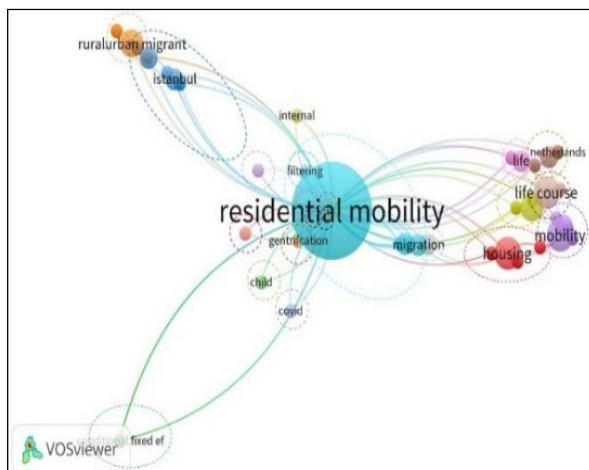 ruralurban migrant
istanbul
internal
filtering
life
netherlands
life course
residential mobility
gentrification
migration
mobility
housing
child
covid
fixed ef
VOSviewer